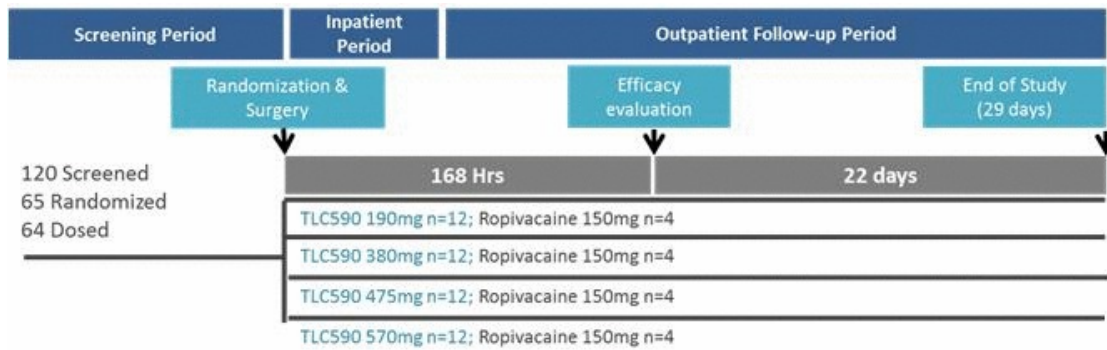 Screening Period
Inpatient
Period
Outpatient Follow-up Period
Randomization &
Surgery
Efficacy
evaluation
End of Study
(29 days)
120 Screened
65 Randomized
64 Dosed
168 Hrs
22 days
TLC590 190mg n=12; Ropivacaine 150mg n=4
TLC590 380mg n=12; Ropivacaine 150mg n=4
TLC590 475mg n=12; Ropivacaine 150mg n=4
TLC590 570mg n=12; Ropivacaine 150mg n=4